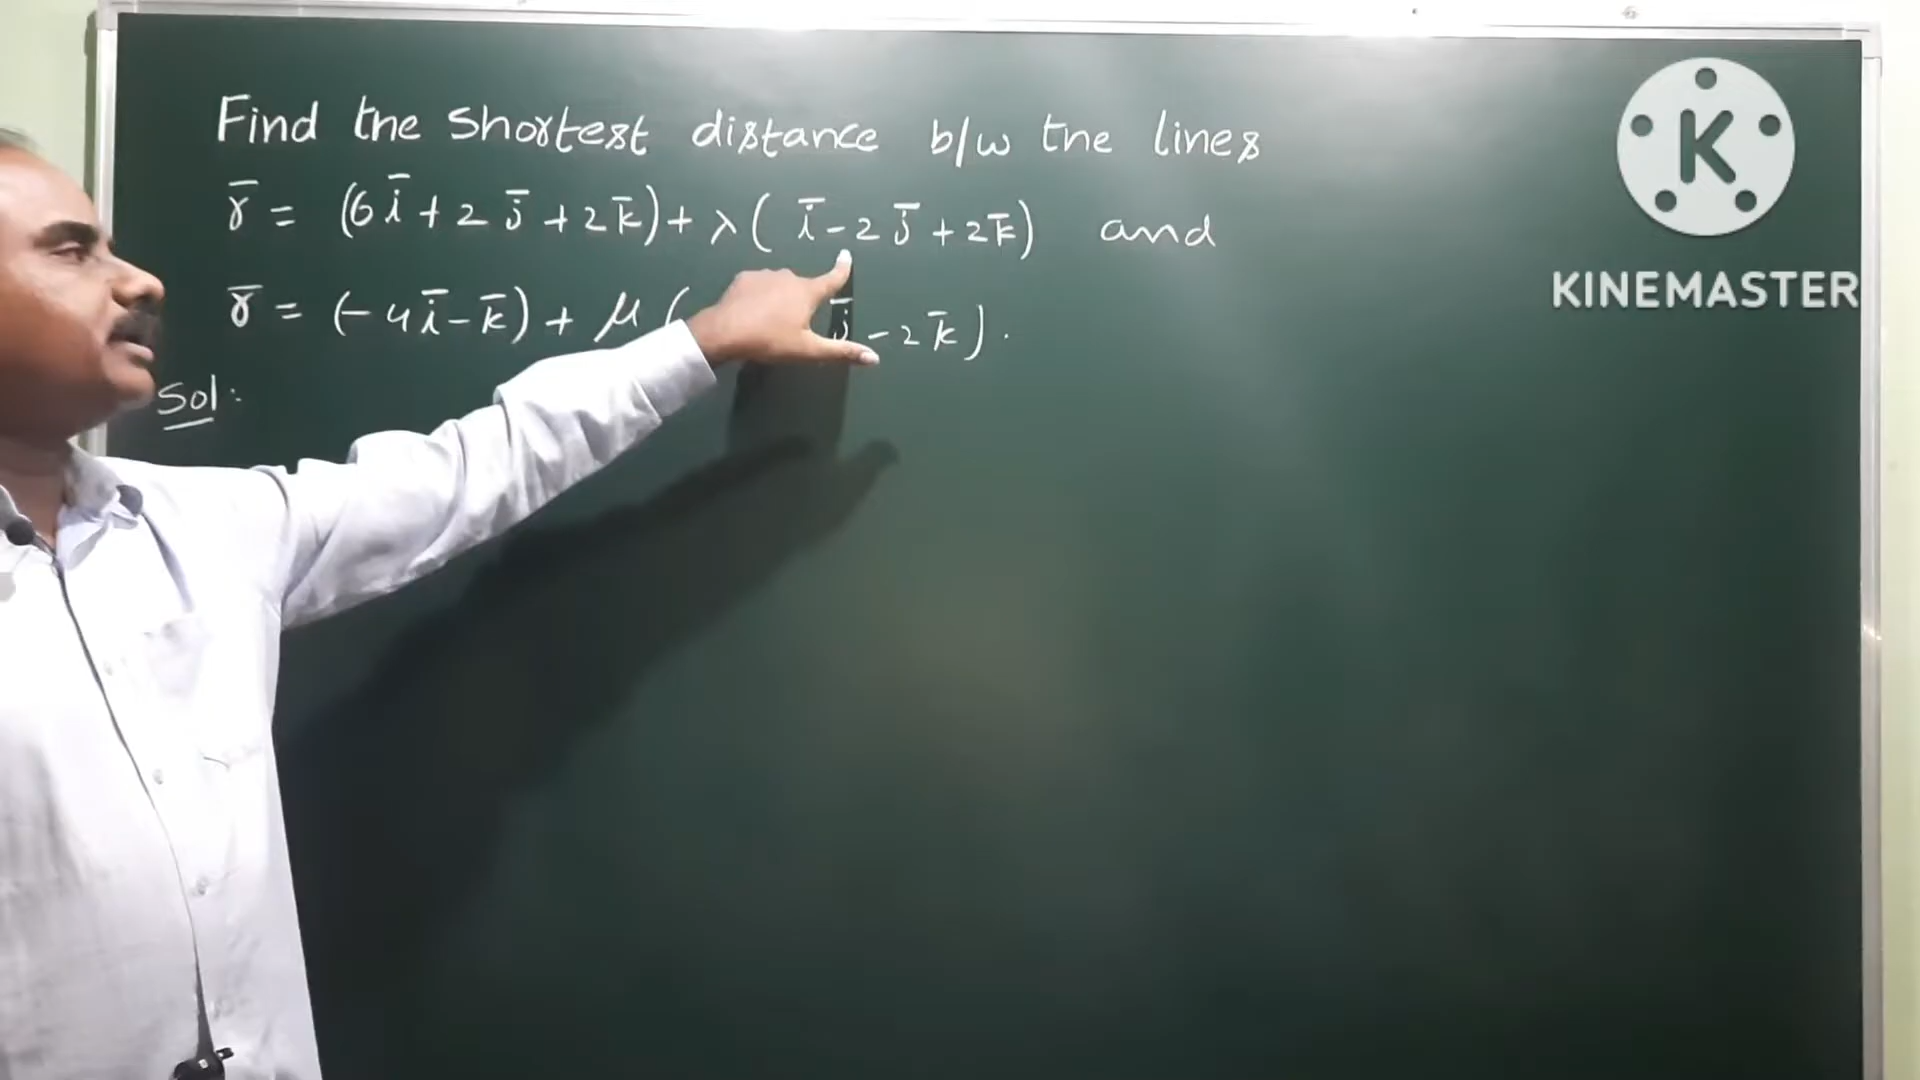 Find the Shortest distance b/w the lines
r̄ = (6ī + 2j̄ + 2k̄) + λ(ī - 2j̄ + 2k̄) and
r̄ = (-4ī - k̄) + μ( j̄ - 2k̄).
Sol:
K
KINEMASTER